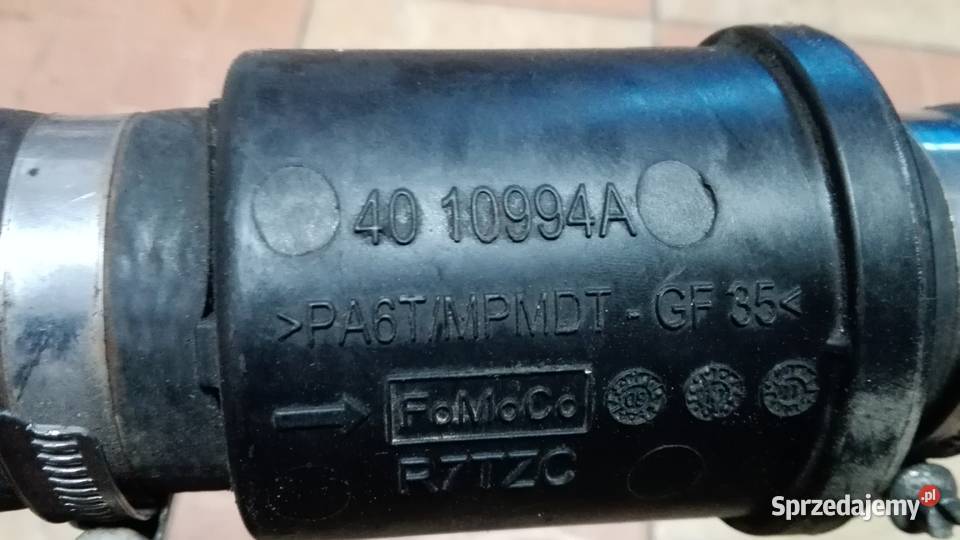 40 10994A
>PA6T/MPMDT - GF 35<
FoMoCo
R7TZC
Sprzedajemy.pl